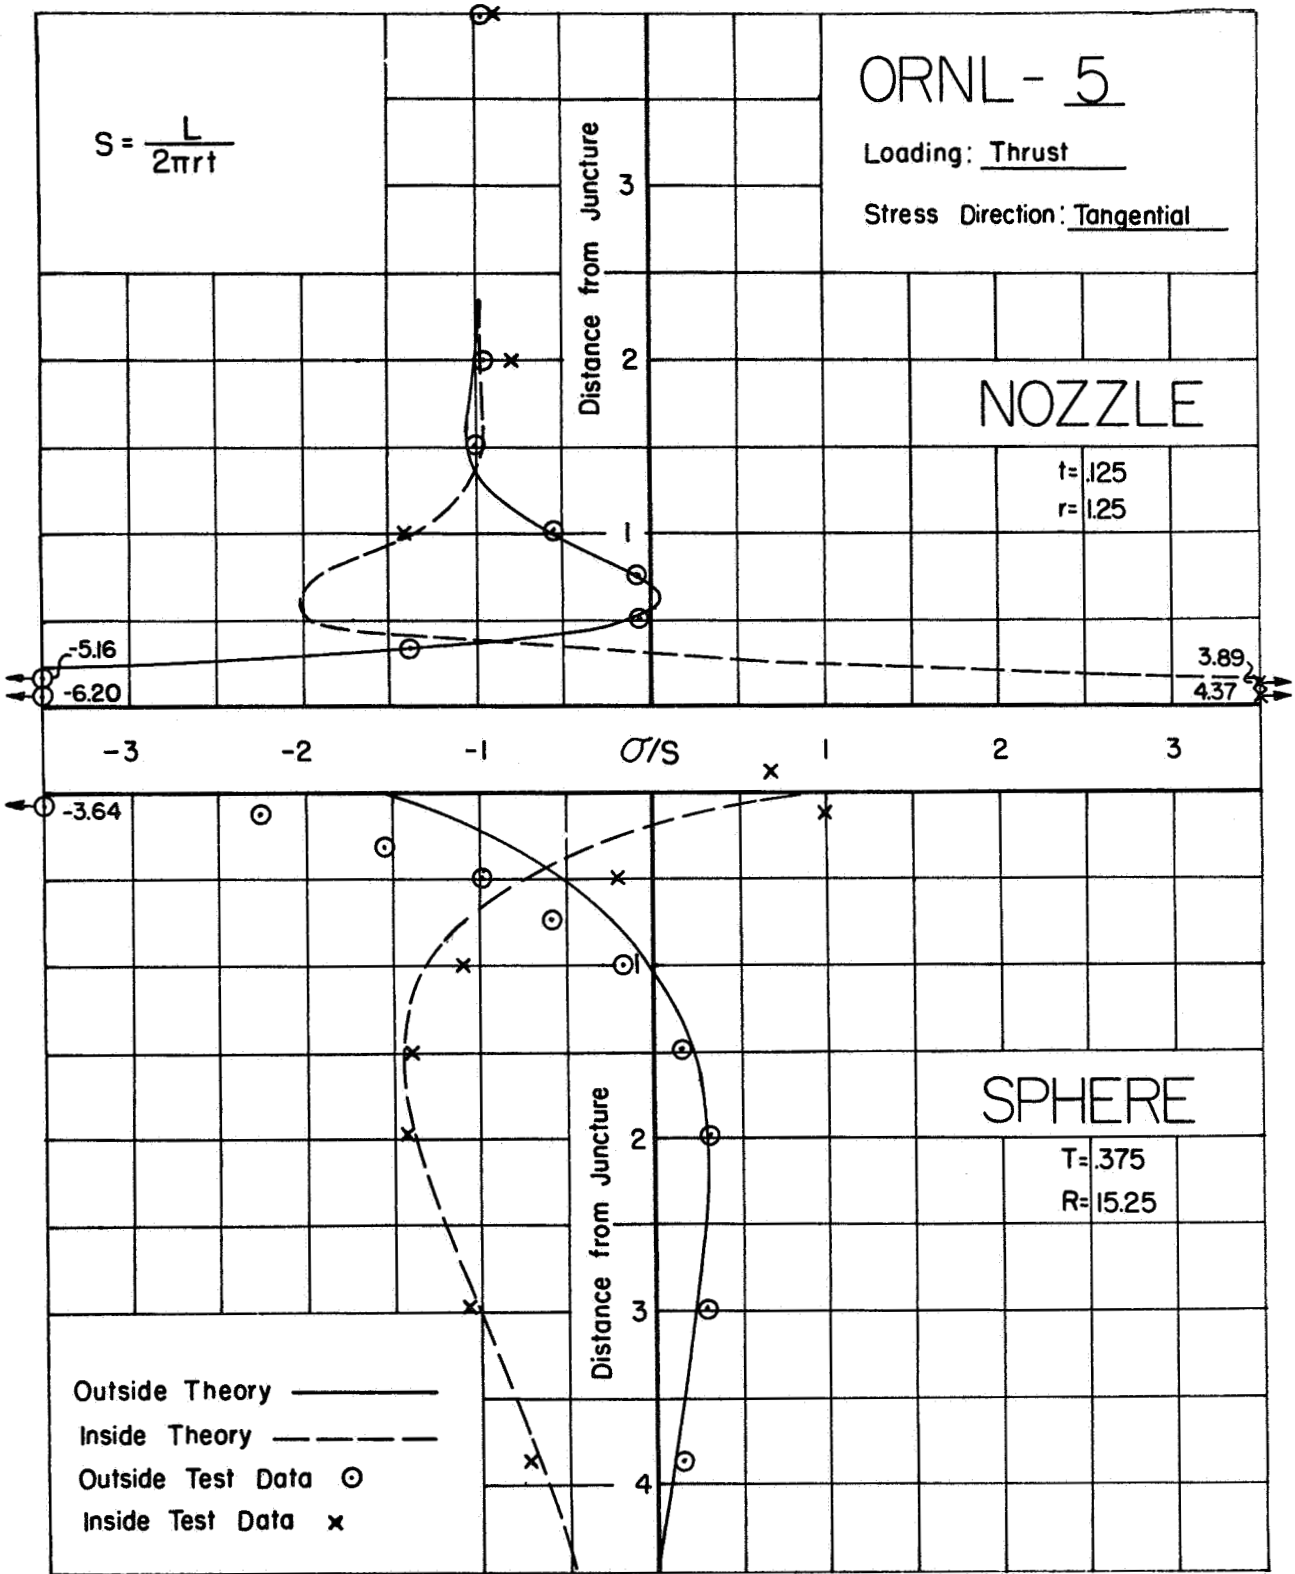 ORNL - 5
S = L / 2πrt
Loading: Thrust
Stress Direction: Tangential
Distance from Juncture
3
2
1
NOZZLE
t= .125
r= 1.25
-5.16
-6.20
3.89
4.37
-3 -2 -1 σ/S 1 2 3
-3.64
1
2
3
4
Distance from Juncture
SPHERE
T= .375
R= 15.25
Outside Theory
Inside Theory
Outside Test Data ⊙
Inside Test Data x